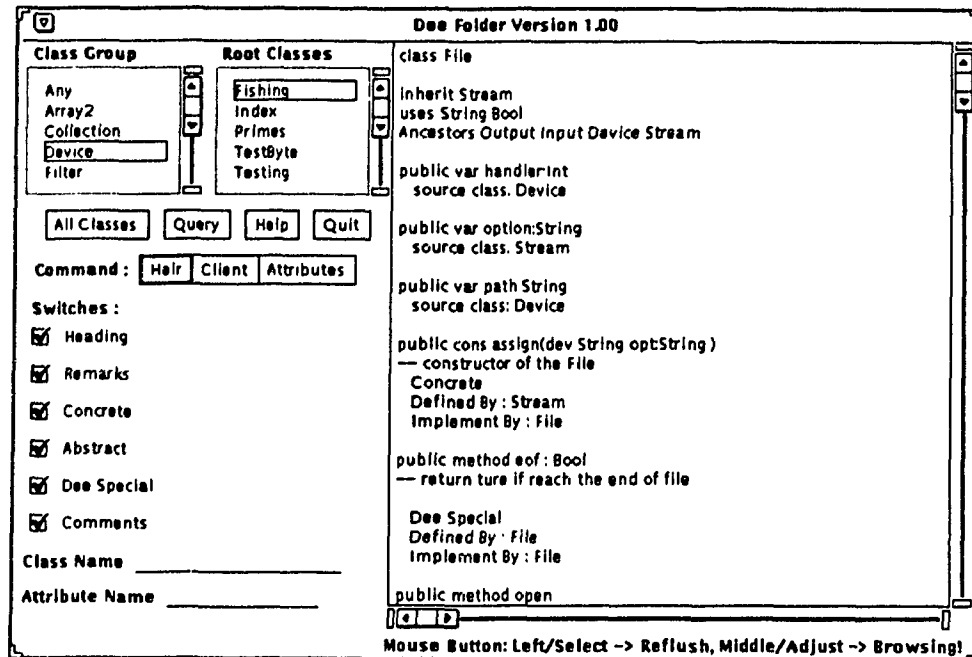 Dee Folder Version 1.00
Class Group
Any
Array2
Collection
Device
Filter
Root Classes
Fishing
Index
Primes
TestByte
Testing
All Classes Query Help Quit
Command : Heir Client Attributes
Switches :
Heading
Remarks
Concrete
Abstract
Dee Special
Comments
Class Name
Attribute Name
class File
inherit Stream
uses String Bool
Ancestors Output Input Device Stream
public var handler:Int
source class. Device
public var option:String
source class. Stream
public var path String
source class: Device
public cons assign(dev String opt:String )
-- constructor of the File
Concrete
Defined By : Stream
Implement By : File
public method eof : Bool
-- return ture if reach the end of file
Dee Special
Defined By : File
Implement By : File
public method open
Mouse Button: Left/Select -> Reflush, Middle/Adjust -> Browsing!